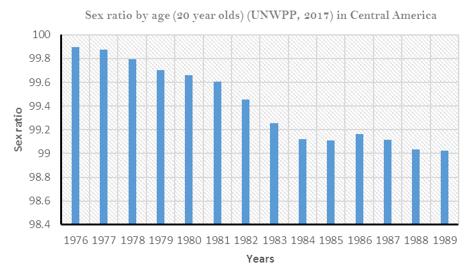 Sex ratio by age (20 year olds) (UNWPP, 2017) in Central America
100
99.8
99.6
99.4
99.2
99
98.8
98.6
98.4
Sex ratio
1976 1977 1978 1979 1980 1981 1982 1983 1984 1985 1986 1987 1988 1989
Years